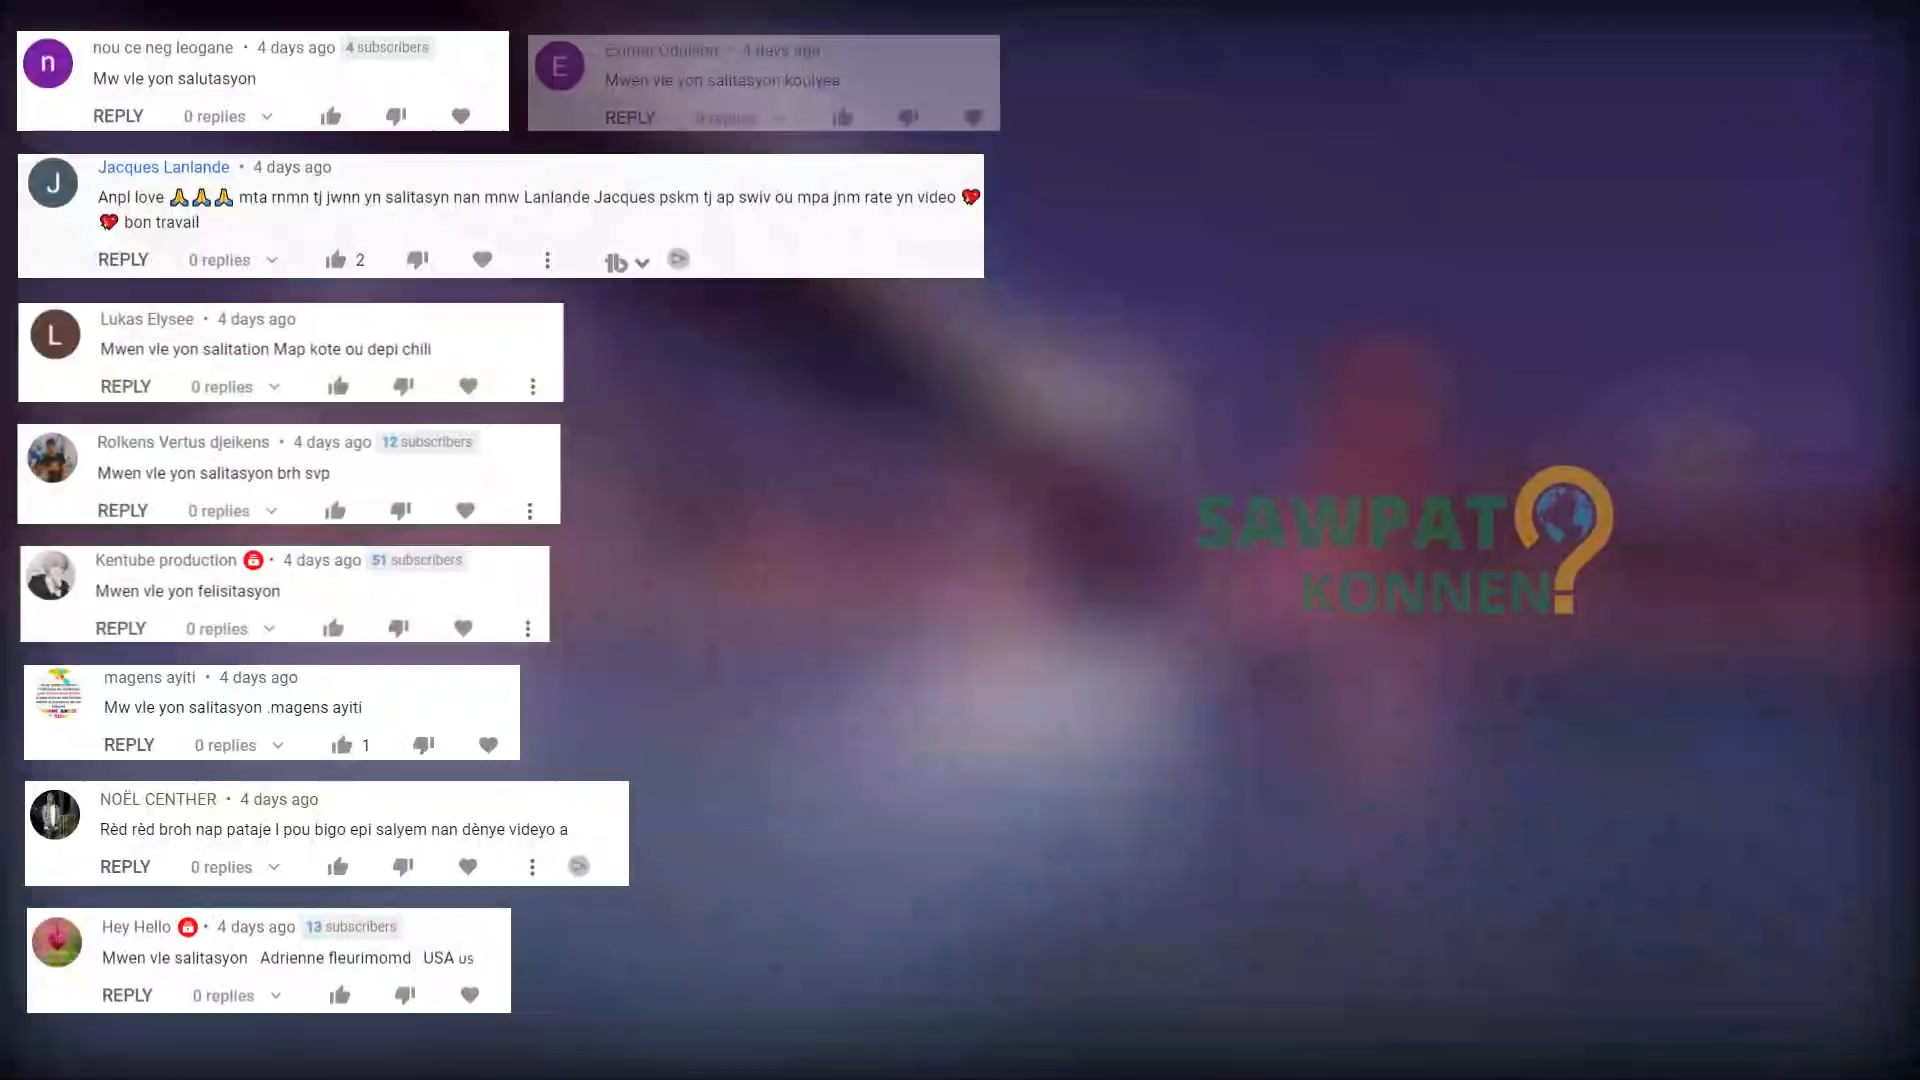 n
nou ce neg leogane • 4 days ago 4 subscribers
Mw vle yon salutasyon
REPLY 0 replies
E
4 days ago
Mwen vle yon salitasyon koulyea
REPLY 0 replies
J
Jacques Lanlande • 4 days ago
Anpl love 🙏🙏🙏 mta rnmn tj jwnn yn salitasyn nan mnw Lanlande Jacques pskm tj ap swiv ou mpa jnm rate yn video 💖
💖 bon travail
REPLY 0 replies 2
L
Lukas Elysee • 4 days ago
Mwen vle yon salitation Map kote ou depi chili
REPLY 0 replies
Rolkens Vertus djeikens • 4 days ago 12 subscribers
Mwen vle yon salitasyon brh svp
REPLY 0 replies
Kentube production • 4 days ago 51 subscribers
Mwen vle yon felisitasyon
REPLY 0 replies
magens ayiti • 4 days ago
Mw vle yon salitasyon .magens ayiti
REPLY 0 replies 1
NOËL CENTHER • 4 days ago
Rèd rèd broh nap pataje l pou bigo epi salyem nan dènye videyo a
REPLY 0 replies
Hey Hello • 4 days ago 13 subscribers
Mwen vle salitasyon Adrienne fleurimomd USA us
REPLY 0 replies
SAWPAT
KONNEN?